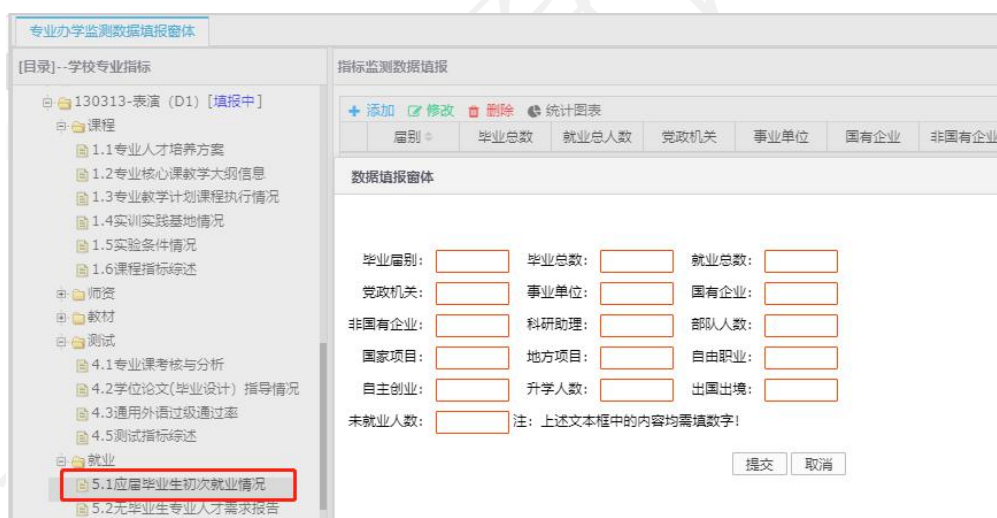 专业办学监测数据填报窗体
[目录]--学校专业指标
130313-表演（D1）[填报中]
课程
1.1专业人才培养方案
1.2专业核心课教学大纲信息
1.3专业教学计划课程执行情况
1.4实训实践基地情况
1.5实验条件情况
1.6课程指标综述
师资
教材
测试
4.1专业课考核与分析
4.2学位论文(毕业设计）指导情况
4.3通用外语过级通过率
4.5测试指标综述
就业
5.1应届毕业生初次就业情况
5.2无毕业生专业人才需求报告
指标监测数据填报
添加 修改 删除 统计图表
届别 毕业总数 就业总人数 党政机关 事业单位 国有企业 非国有企业
数据填报窗体
毕业届别： 毕业总数： 就业总数：
党政机关： 事业单位： 国有企业：
非国有企业： 科研助理： 部队人数：
国家项目： 地方项目： 自由职业：
自主创业： 升学人数： 出国出境：
未就业人数： 注：上述文本框中的内容均需填数字！
提交 取消